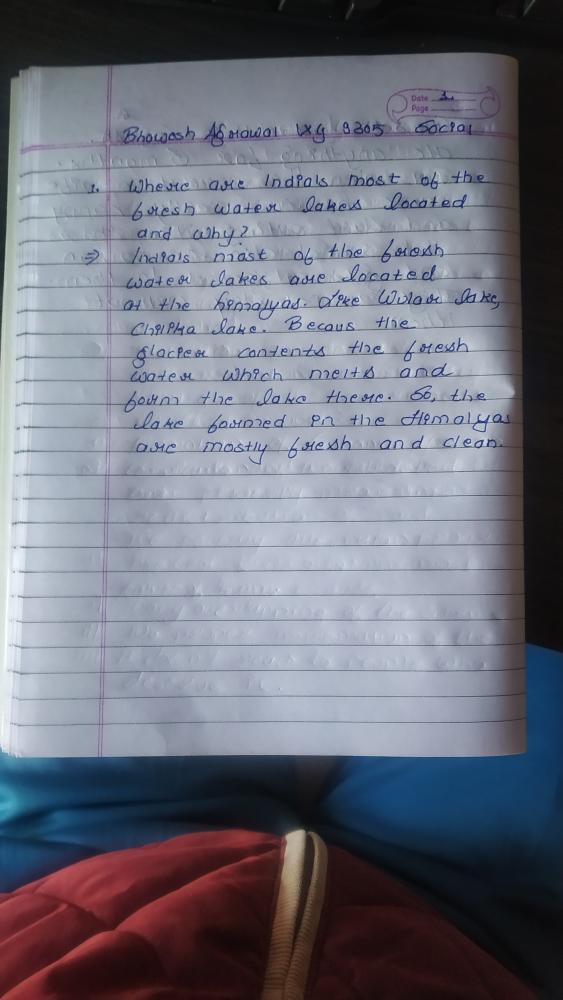 Date 1
Page
Bhavesh Agrawal IXg 9305 Social
1. Where are India's most of the
fresh water lakes located
and why?
⇒ India's most of the fresh
water lakes are located
at the himalyas. Like Wular lake,
lake. Becaus the
glacier contents the fresh
water which melts and
form the lake there. So, the
lake formed in the Himalyas
are mostly fresh and clean.